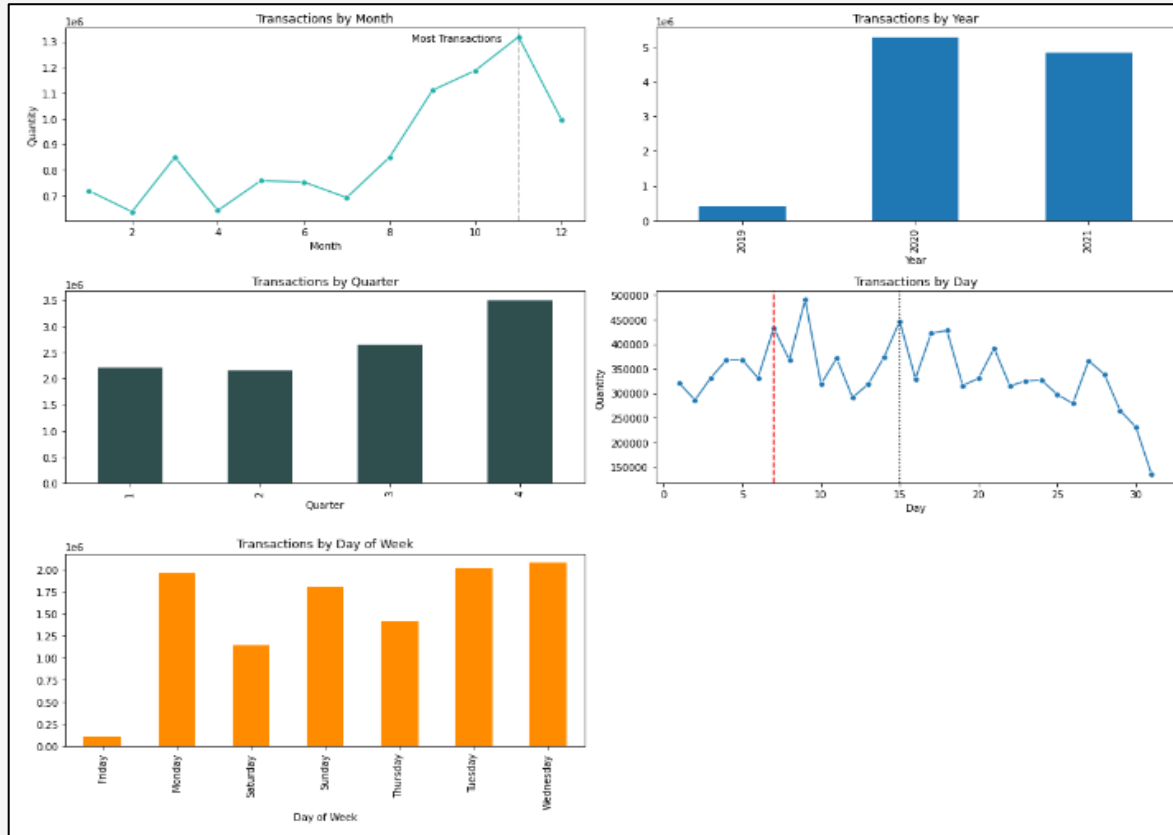 Transactions by Month
1e6
1.3
1.2
1.1
1.0
0.9
0.8
0.7
Quantity
Most Transactions
2 4 6 8 10 12
Month
Transactions by Year
1e6
5
4
3
2
1
0
2019 2020 2021
Year
Transactions by Quarter
1e6
3.5
3.0
2.5
2.0
1.5
1.0
0.5
0.0
1 2 3 4
Quarter
Transactions by Day
500000
450000
400000
350000
300000
250000
200000
150000
Quantity
0 5 10 15 20 25 30
Day
Transactions by Day of Week
1e6
2.00
1.75
1.50
1.25
1.00
0.75
0.50
0.25
0.00
Friday Monday Saturday Sunday Thursday Tuesday Wednesday
Day of Week